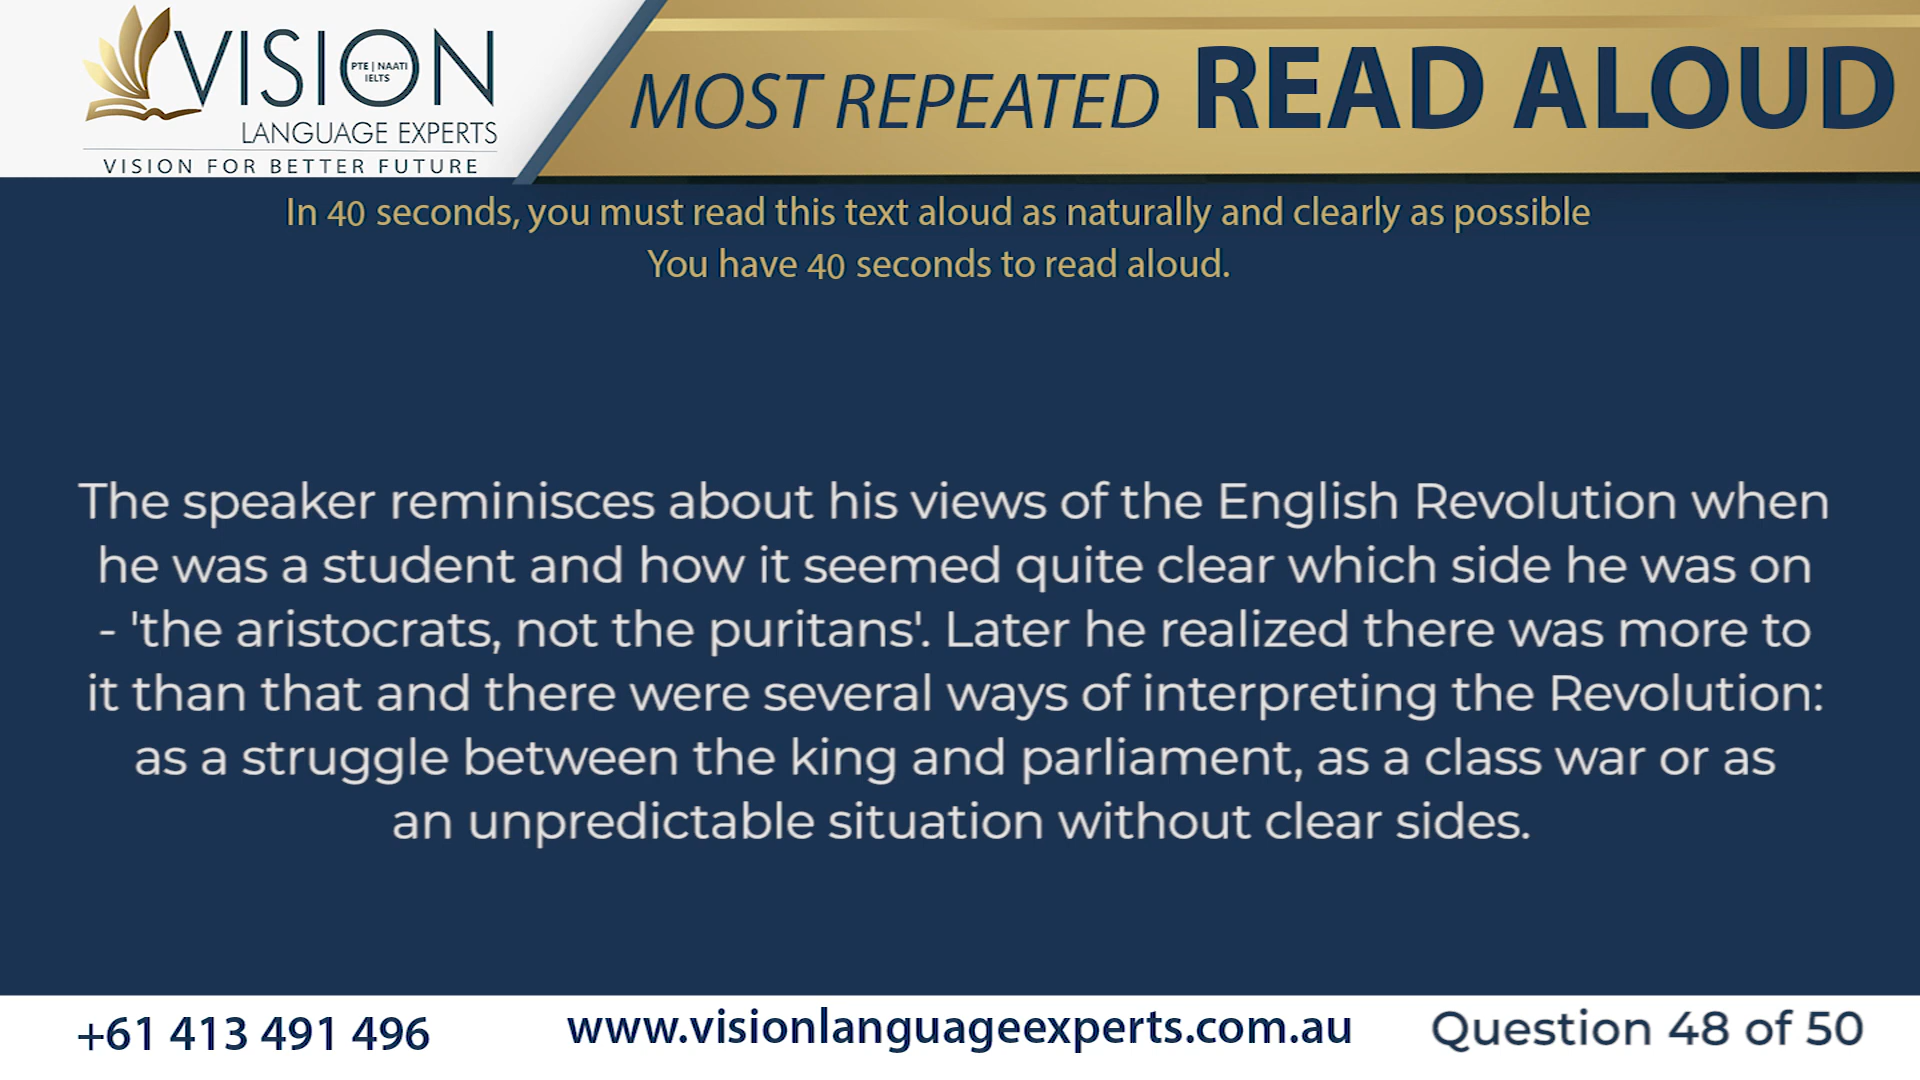 VISION
PTE | NAATI
IELTS
LANGUAGE EXPERTS
VISION FOR BETTER FUTURE
MOST REPEATED READ ALOUD
In 40 seconds, you must read this text aloud as naturally and clearly as possible
You have 40 seconds to read aloud.
The speaker reminisces about his views of the English Revolution when
he was a student and how it seemed quite clear which side he was on
- 'the aristocrats, not the puritans'. Later he realized there was more to
it than that and there were several ways of interpreting the Revolution:
as a struggle between the king and parliament, as a class war or as
an unpredictable situation without clear sides.
+61 413 491 496
www.visionlanguageexperts.com.au
Question 48 of 50